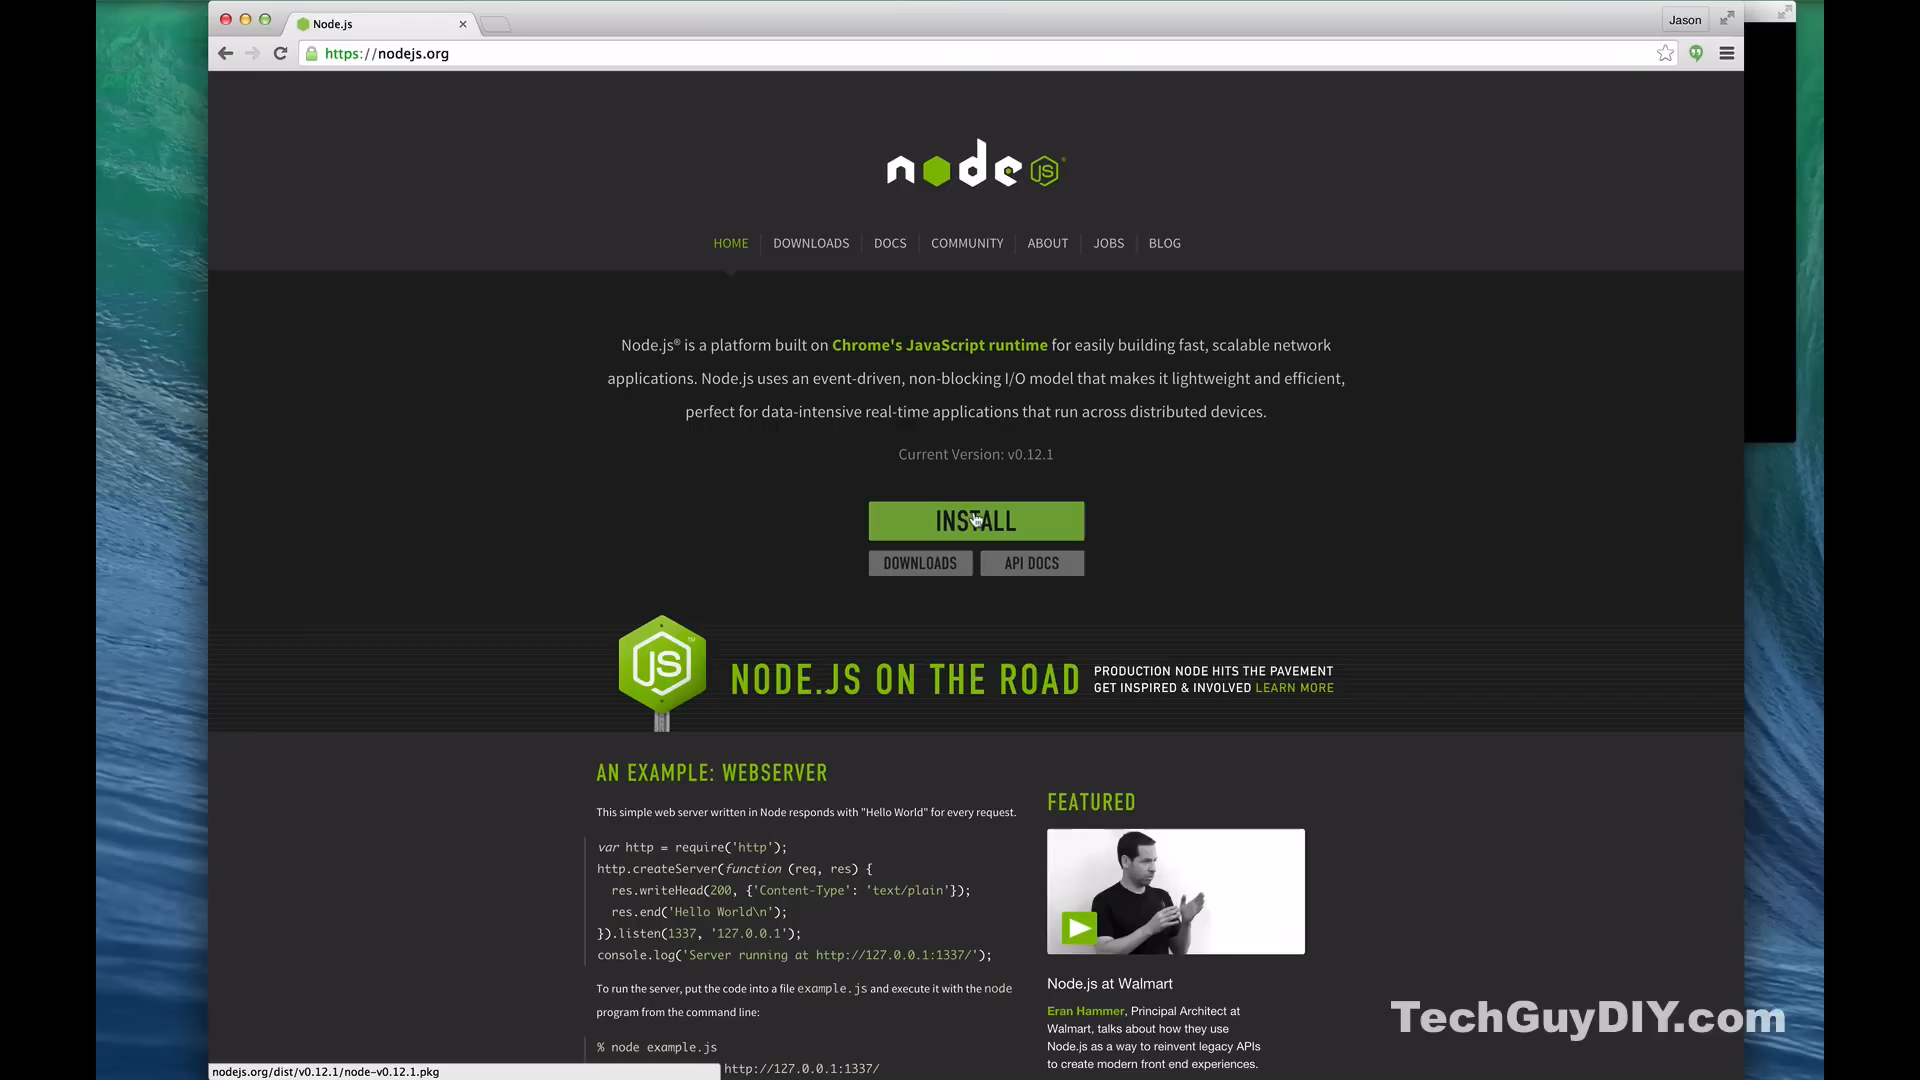 Node.js
Jason
https://nodejs.org
node JS
HOME
DOWNLOADS
DOCS
COMMUNITY
ABOUT
JOBS
BLOG
Node.js® is a platform built on Chrome's JavaScript runtime for easily building fast, scalable network
applications. Node.js uses an event-driven, non-blocking I/O model that makes it lightweight and efficient,
perfect for data-intensive real-time applications that run across distributed devices.
Current Version: v0.12.1
INSTALL
DOWNLOADS
API DOCS
JS™
NODE.JS ON THE ROAD
PRODUCTION NODE HITS THE PAVEMENT
GET INSPIRED & INVOLVED LEARN MORE
AN EXAMPLE: WEBSERVER
This simple web server written in Node responds with "Hello World" for every request.
var http = require('http');
http.createServer(function (req, res) {
  res.writeHead(200, {'Content-Type': 'text/plain'});
  res.end('Hello World\n');
}).listen(1337, '127.0.0.1');
console.log('Server running at http://127.0.0.1:1337/');
To run the server, put the code into a file example.js and execute it with the node
program from the command line:
% node example.js
http://127.0.0.1:1337/
FEATURED
Node.js at Walmart
Eran Hammer, Principal Architect at
Walmart, talks about how they use
Node.js as a way to reinvent legacy APIs
to create modern front end experiences.
TechGuyDIY.com
nodejs.org/dist/v0.12.1/node-v0.12.1.pkg